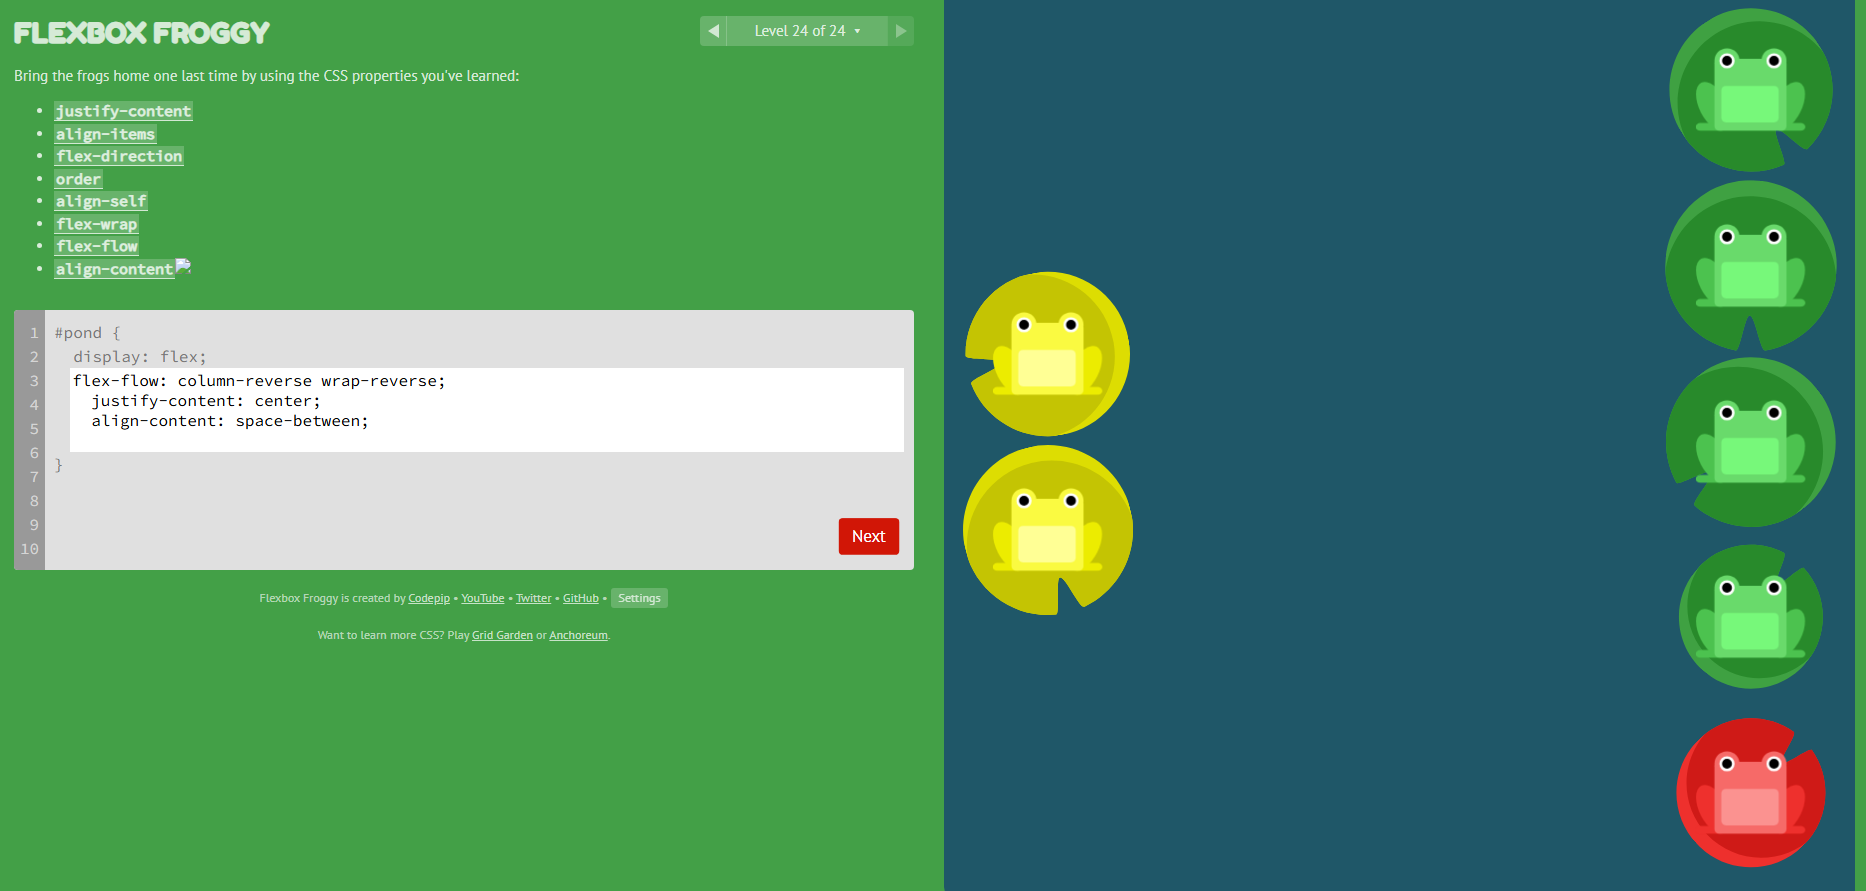 FLEXBOX FROGGY
◀ Level 24 of 24 ▾ ▶
Bring the frogs home one last time by using the CSS properties you've learned:
• justify-content
• align-items
• flex-direction
• order
• align-self
• flex-wrap
• flex-flow
• align-content
1 #pond {
2 display: flex;
3 flex-flow: column-reverse wrap-reverse;
4 justify-content: center;
5 align-content: space-between;
6 }
7
8
9
10
Next
Flexbox Froggy is created by Codepip • YouTube • Twitter • GitHub • Settings
Want to learn more CSS? Play Grid Garden or Anchoreum.